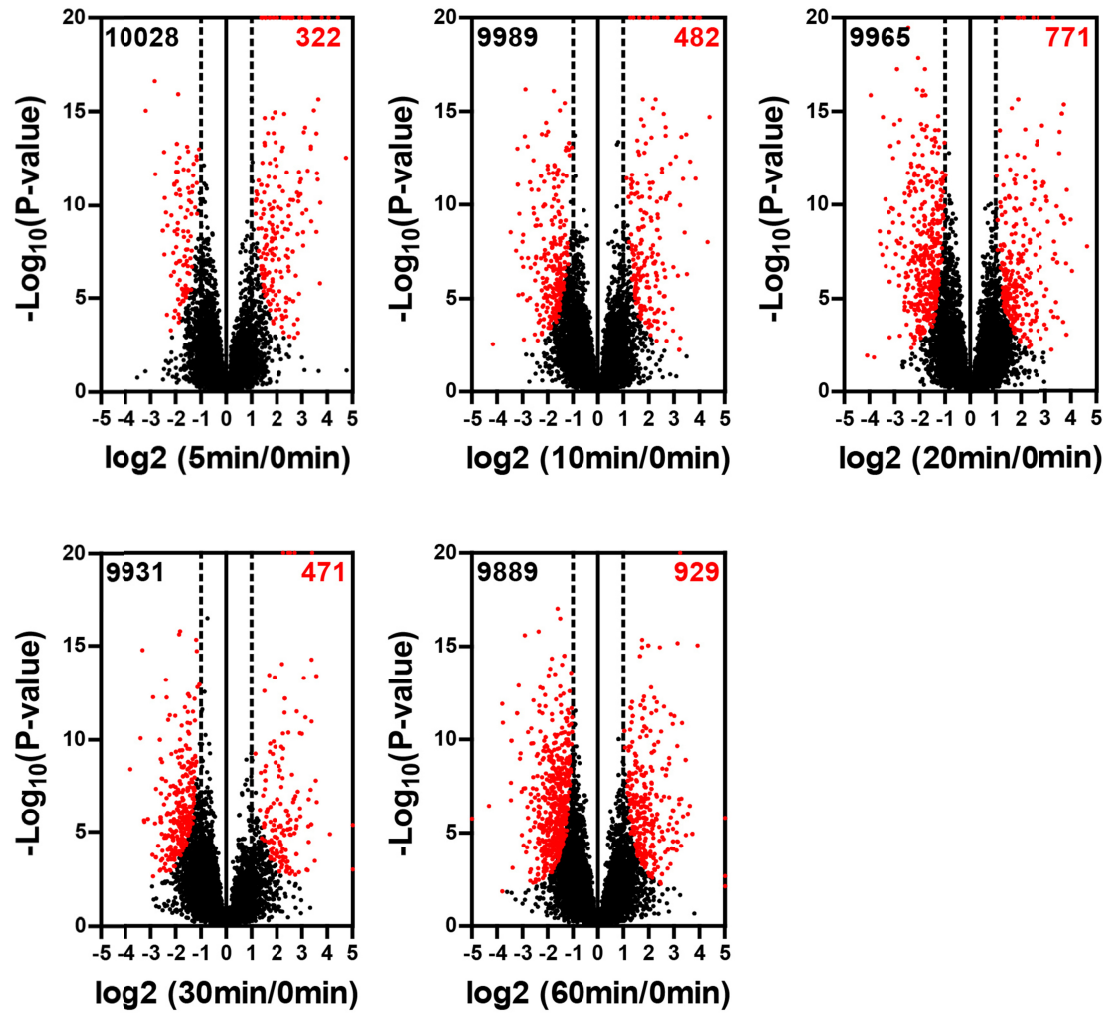 20 10028 322
15
10
5
0
-Log10(P-value)
-5 -4 -3 -2 -1 0 1 2 3 4 5
log2 (5min/0min)
20 9989 482
15
10
5
0
-Log10(P-value)
-5 -4 -3 -2 -1 0 1 2 3 4 5
log2 (10min/0min)
20 9965 771
15
10
5
0
-Log10(P-value)
-5 -4 -3 -2 -1 0 1 2 3 4 5
log2 (20min/0min)
20 9931 471
15
10
5
0
-Log10(P-value)
-5 -4 -3 -2 -1 0 1 2 3 4 5
log2 (30min/0min)
20 9889 929
15
10
5
0
-Log10(P-value)
-5 -4 -3 -2 -1 0 1 2 3 4 5
log2 (60min/0min)